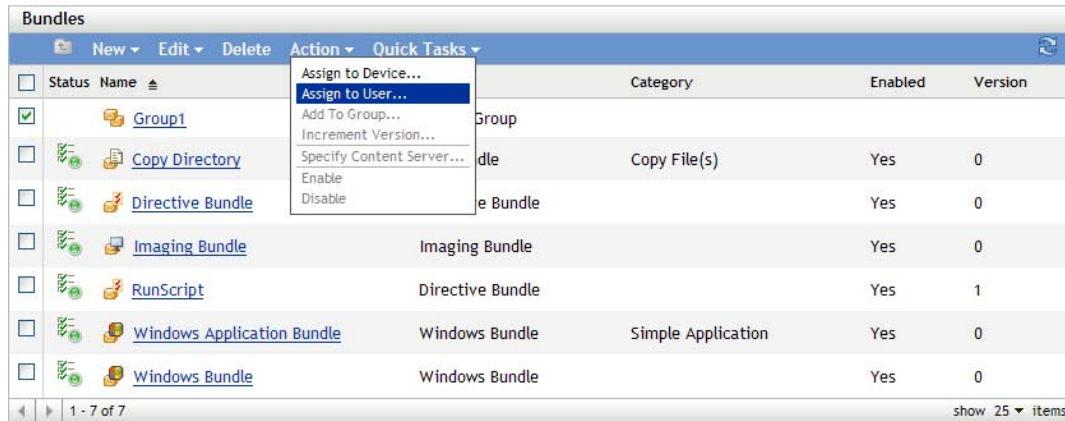 Bundles
New Edit Delete Action Quick Tasks
Status Name Category Enabled Version
Assign to Device...
Assign to User...
Add To Group...
Increment Version...
Specify Content Server...
Enable
Disable
Group1 Group
Copy Directory dle Copy File(s) Yes 0
Directive Bundle e Bundle Yes 0
Imaging Bundle Imaging Bundle Yes 0
RunScript Directive Bundle Yes 1
Windows Application Bundle Windows Bundle Simple Application Yes 0
Windows Bundle Windows Bundle Yes 0
1 - 7 of 7 show 25 items